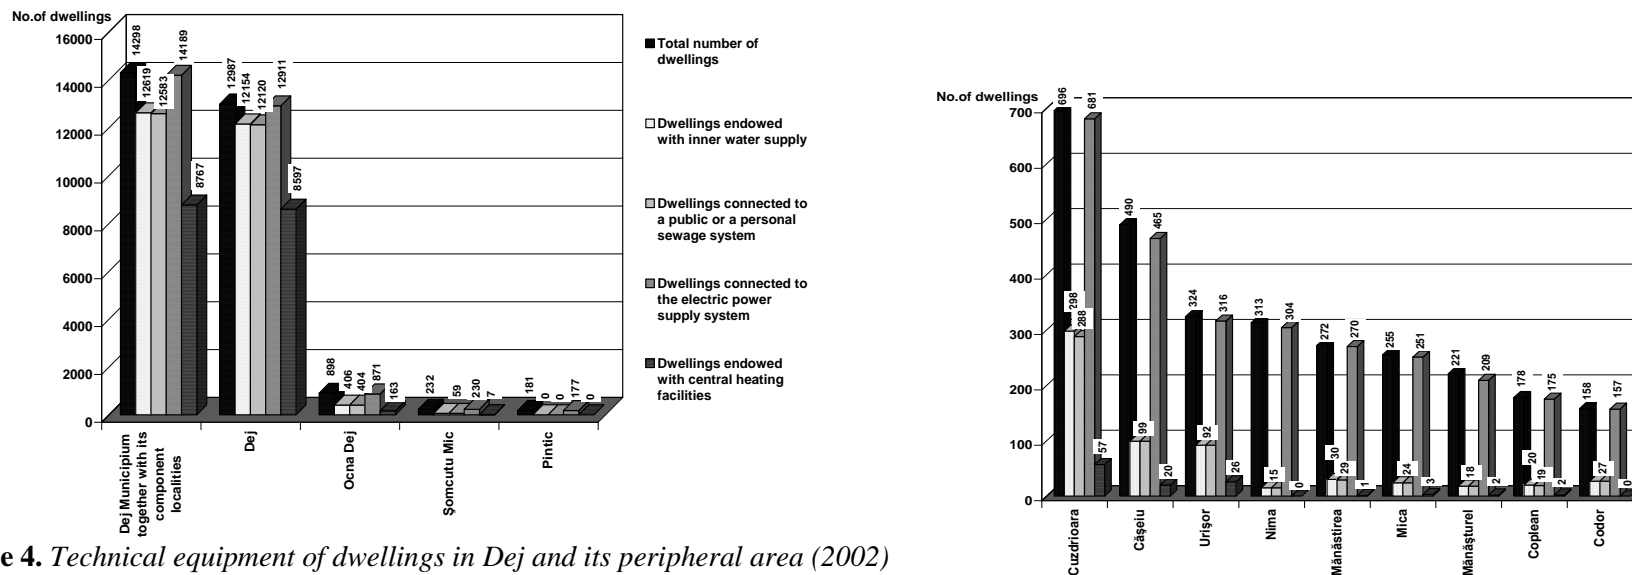 No.of dwellings
16000
14000
12000
10000
8000
6000
4000
2000
0
14298
12619
12583
14189
8767
12987
12154
12120
12911
8597
898
406
404
871
163
232
59
230
7
181
0
0
177
0
Dej Municipium
together with its
component
localities
Dej
Ocna Dej
Şomcutu Mic
Pintic
Total number of
dwellings
Dwellings endowed
with inner water supply
Dwellings connected to
a public or a personal
sewage system
Dwellings connected to
the electric power
supply system
Dwellings endowed
with central heating
facilities
No.of dwellings
700
600
500
400
300
200
100
0
696
298
288
681
57
490
99
465
20
324
92
316
26
313
15
304
0
272
30
29
270
1
255
24
251
3
221
18
209
2
178
20
19
175
2
158
27
157
0
Cuzdrioara
Căşeiu
Urişor
Nima
Mănăstirea
Mica
Mănăşturel
Coplean
Codor
e 4. Technical equipment of dwellings in Dej and its peripheral area (2002)